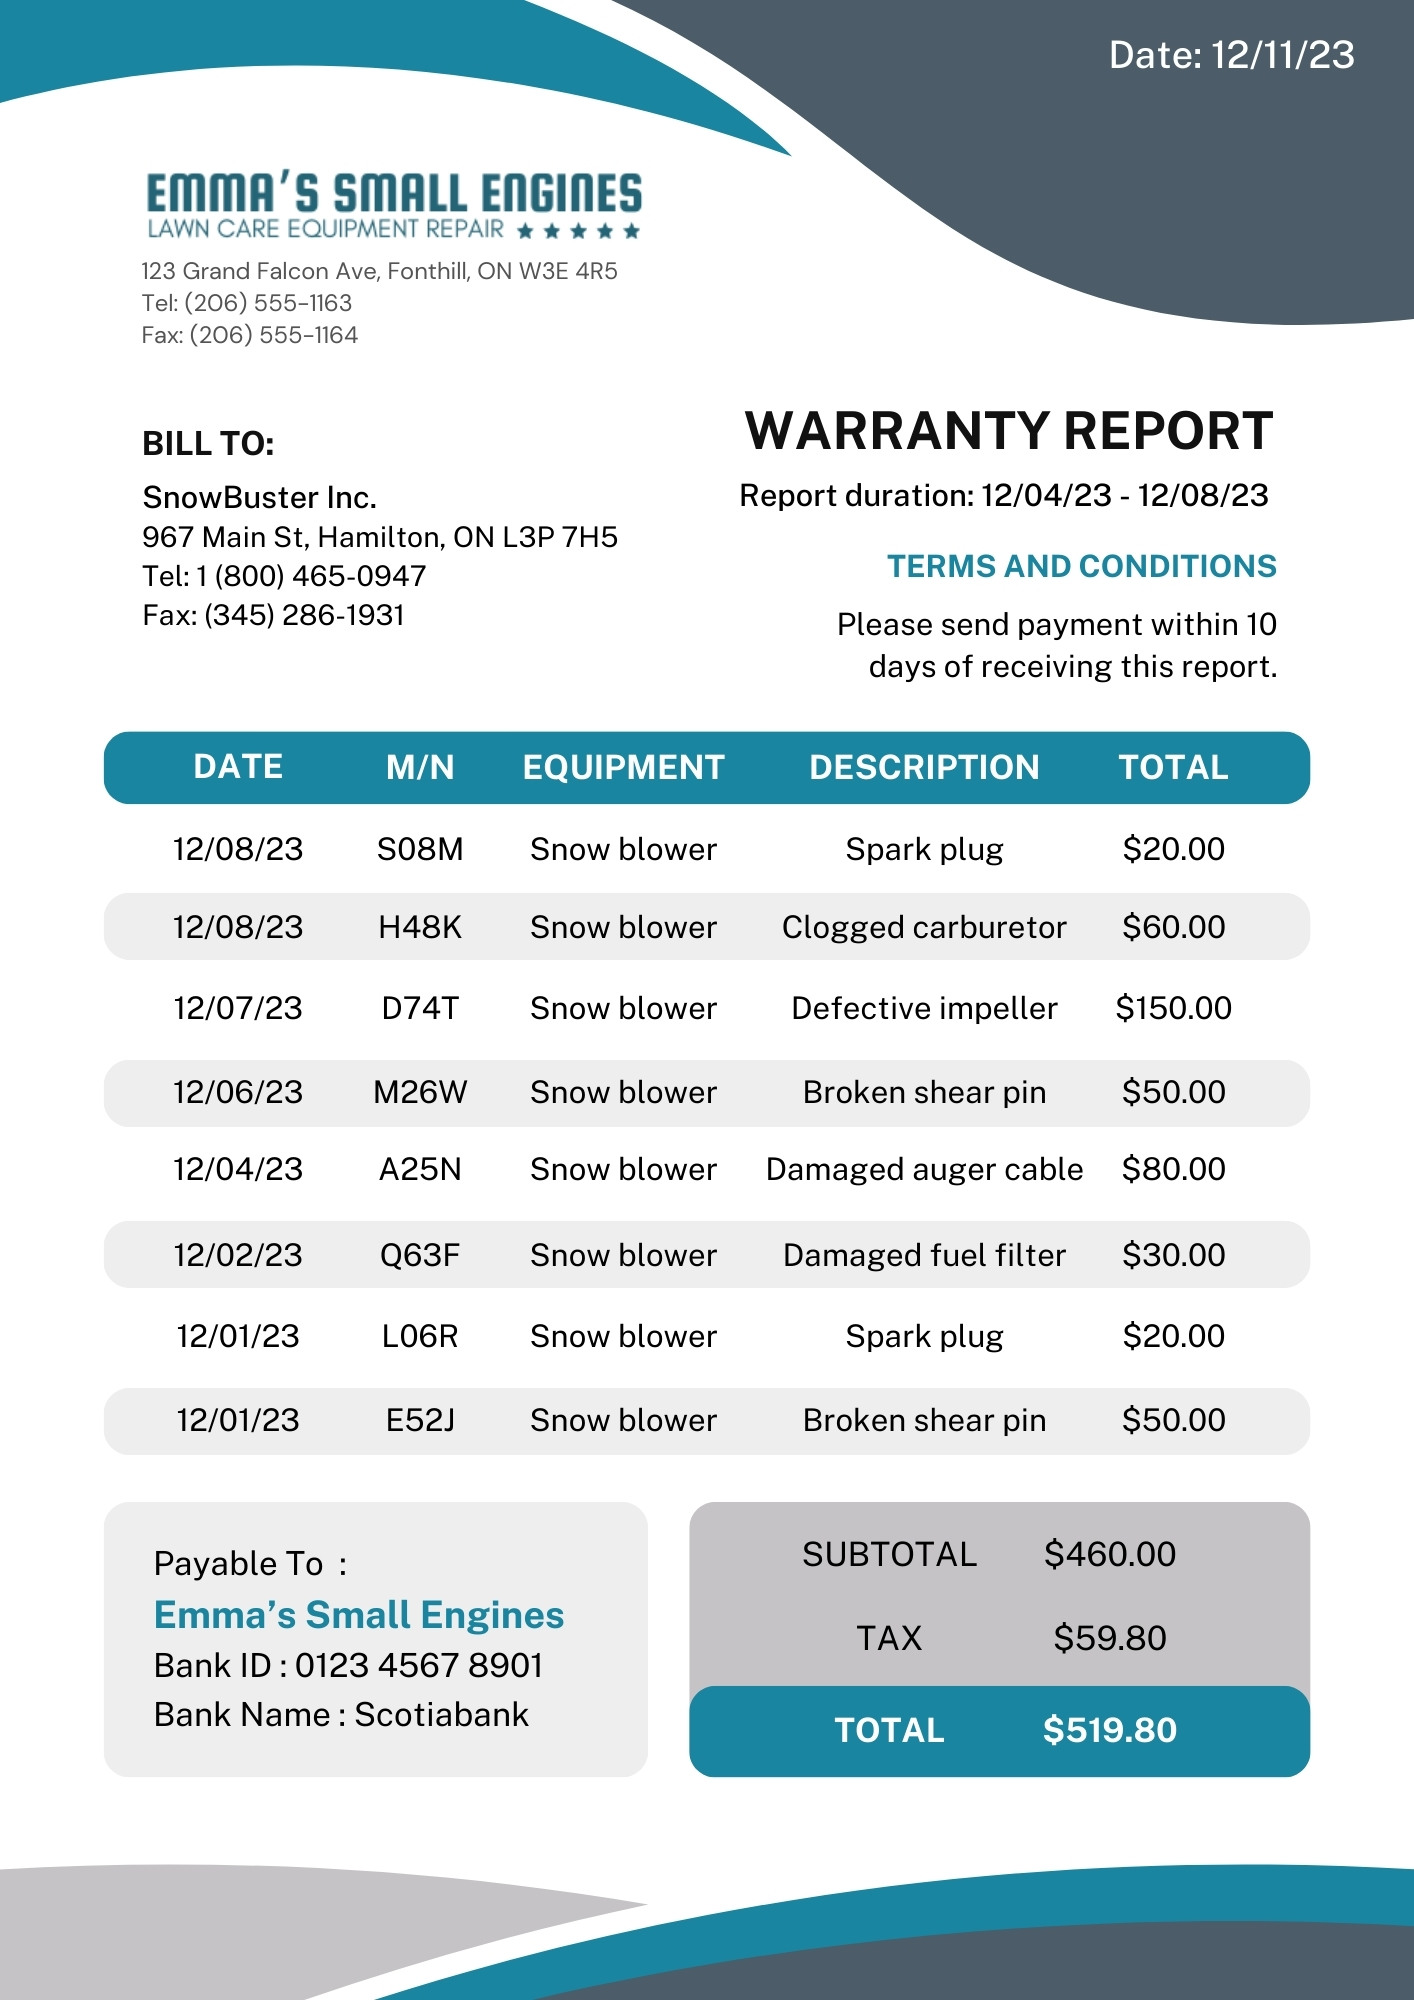 Date: 12/11/23
EMMA'S SMALL ENGINES
LAWN CARE EQUIPMENT REPAIR ★ ★ ★ ★ ★
123 Grand Falcon Ave, Fonthill, ON W3E 4R5
Tel: (206) 555-1163
Fax: (206) 555-1164
BILL TO:
SnowBuster Inc.
967 Main St, Hamilton, ON L3P 7H5
Tel: 1 (800) 465-0947
Fax: (345) 286-1931
WARRANTY REPORT
Report duration: 12/04/23 - 12/08/23
TERMS AND CONDITIONS
Please send payment within 10
days of receiving this report.
DATE M/N EQUIPMENT DESCRIPTION TOTAL
12/08/23 S08M Snow blower Spark plug $20.00
12/08/23 H48K Snow blower Clogged carburetor $60.00
12/07/23 D74T Snow blower Defective impeller $150.00
12/06/23 M26W Snow blower Broken shear pin $50.00
12/04/23 A25N Snow blower Damaged auger cable $80.00
12/02/23 Q63F Snow blower Damaged fuel filter $30.00
12/01/23 L06R Snow blower Spark plug $20.00
12/01/23 E52J Snow blower Broken shear pin $50.00
Payable To :
Emma's Small Engines
Bank ID : 0123 4567 8901
Bank Name : Scotiabank
SUBTOTAL $460.00
TAX $59.80
TOTAL $519.80